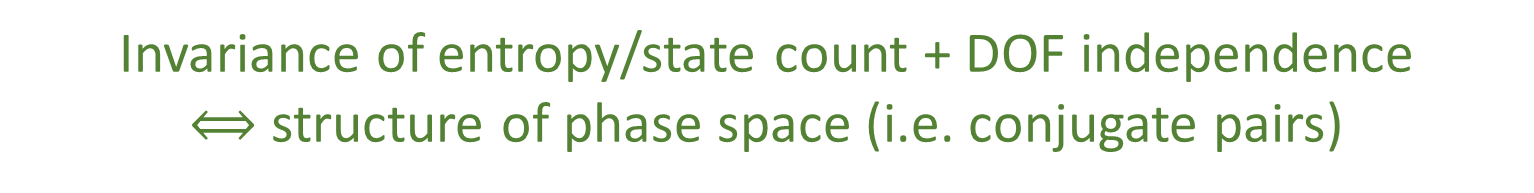 Invariance of entropy/state count + DOF independence
⟺ structure of phase space (i.e. conjugate pairs)